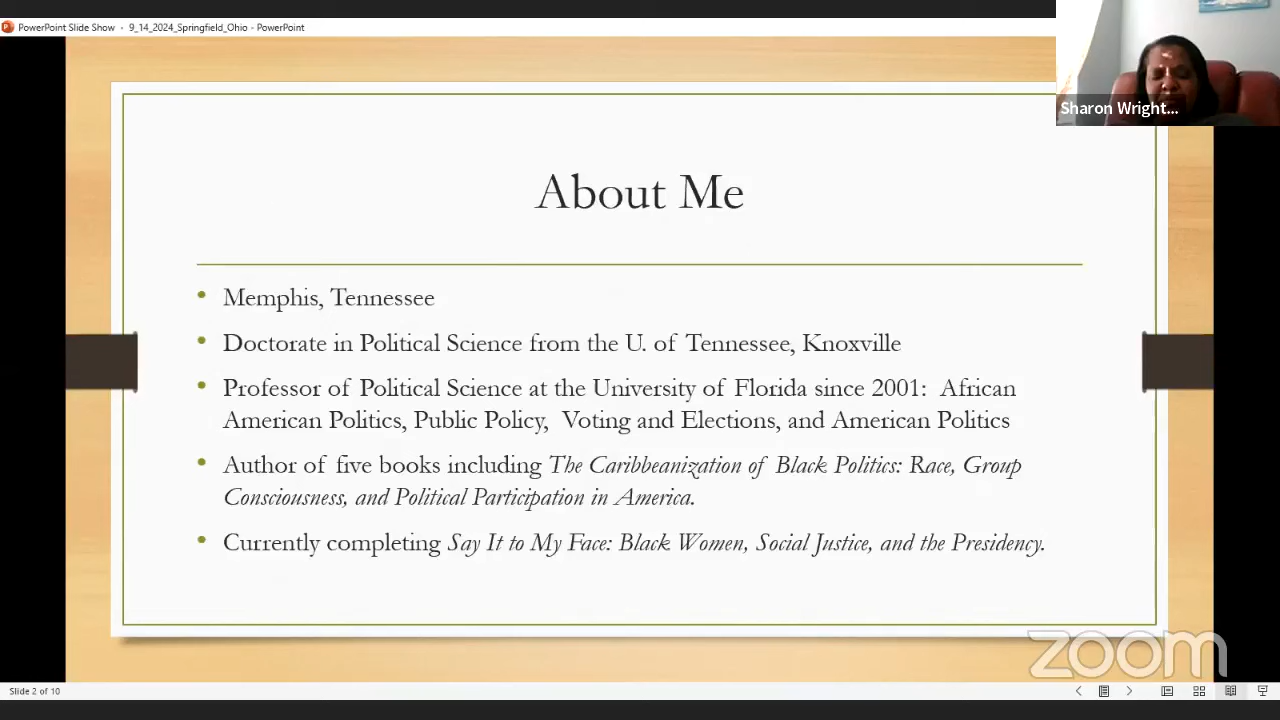 PowerPoint Slide Show - 9_14_2024_Springfield_Ohio - PowerPoint
Sharon Wright...
About Me
• Memphis, Tennessee
• Doctorate in Political Science from the U. of Tennessee, Knoxville
• Professor of Political Science at the University of Florida since 2001: African
American Politics, Public Policy, Voting and Elections, and American Politics
• Author of five books including The Caribbeanization of Black Politics: Race, Group
Consciousness, and Political Participation in America.
• Currently completing Say It to My Face: Black Women, Social Justice, and the Presidency.
zoom
Slide 2 of 10